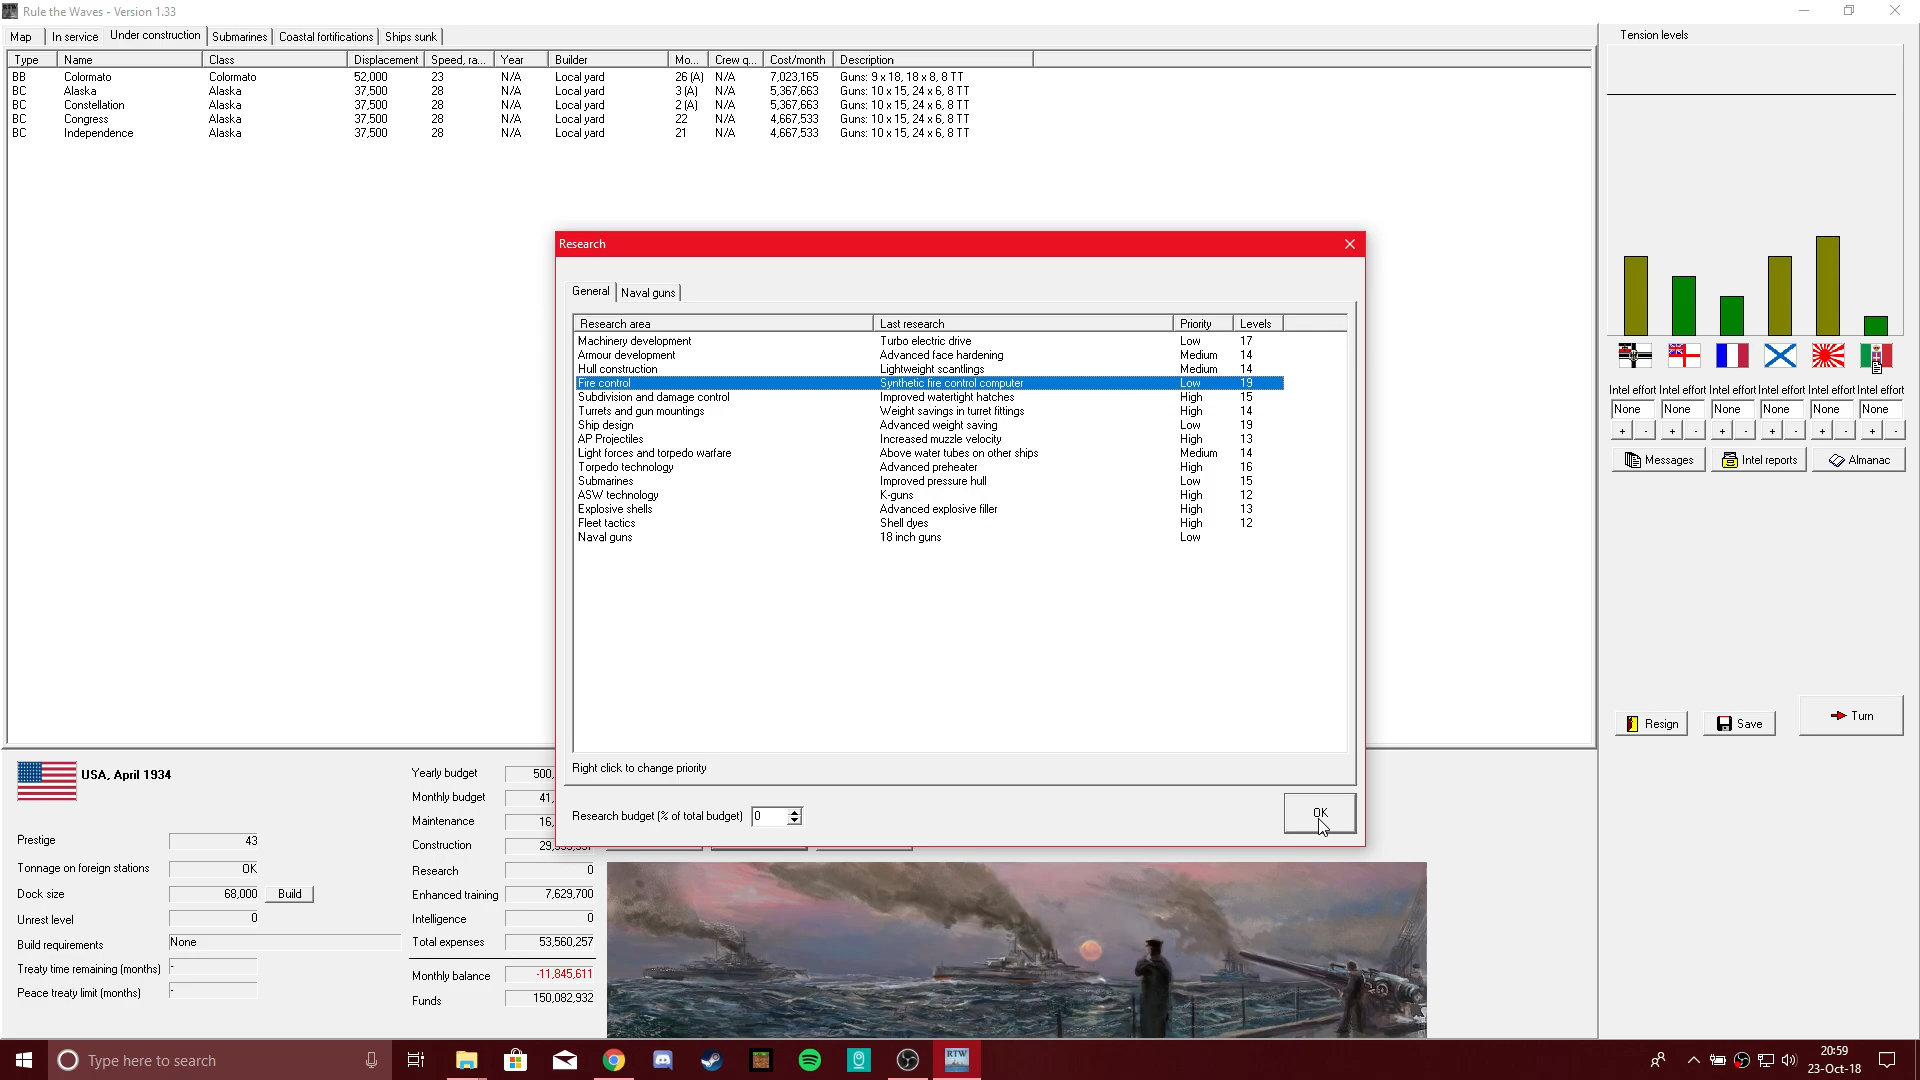 Rule the Waves - Version 1.33
Map In service Under construction Submarines Coastal fortifications Ships sunk
Type Name Class Displacement Speed, ra... Year Builder Mo... Crew q... Cost/month Description
BB Colormato Colormato 52,000 23 N/A Local yard 26 (A) N/A 7,023,165 Guns: 9 x 18, 18 x 8, 8 TT
BC Alaska Alaska 37,500 28 N/A Local yard 3 (A) N/A 5,367,663 Guns: 10 x 15, 24 x 6, 8 TT
BC Constellation Alaska 37,500 28 N/A Local yard 2 (A) N/A 5,367,663 Guns: 10 x 15, 24 x 6, 8 TT
BC Congress Alaska 37,500 28 N/A Local yard 22 N/A 4,667,533 Guns: 10 x 15, 24 x 6, 8 TT
BC Independence Alaska 37,500 28 N/A Local yard 21 N/A 4,667,533 Guns: 10 x 15, 24 x 6, 8 TT
Research
General Naval guns
Research area Last research Priority Levels
Machinery development Turbo electric drive Low 17
Armour development Advanced face hardening Medium 14
Hull construction Lightweight scantlings Medium 14
Fire control Synthetic fire control computer Low 19
Subdivision and damage control Improved watertight hatches High 15
Turrets and gun mountings Weight savings in turret fittings High 14
Ship design Advanced weight saving Low 19
AP Projectiles Increased muzzle velocity High 13
Light forces and torpedo warfare Above water tubes on other ships Medium 14
Torpedo technology Advanced preheater High 16
Submarines Improved pressure hull Low 15
ASW technology K-guns High 12
Explosive shells Advanced explosive filler High 13
Fleet tactics Shell dyes High 12
Naval guns 18 inch guns Low
Right click to change priority
Research budget (% of total budget) 0
OK
Tension levels
Intel effort Intel effort Intel effort Intel effort Intel effort Intel effort
None None None None None None
+ - + - + - + - + - + -
Messages Intel reports Almanac
Resign Save Turn
USA, April 1934
Prestige 43
Tonnage on foreign stations OK
Dock size 68,000 Build
Unrest level 0
Build requirements None
Treaty time remaining (months) -
Peace treaty limit (months) -
Yearly budget 500,
Monthly budget 41,
Maintenance 16,
Construction
Research 0
Enhanced training 7,629,700
Intelligence 0
Total expenses 53,560,257
Monthly balance -11,845,611
Funds 150,082,932
Type here to search
RTW
20:59
23-Oct-18